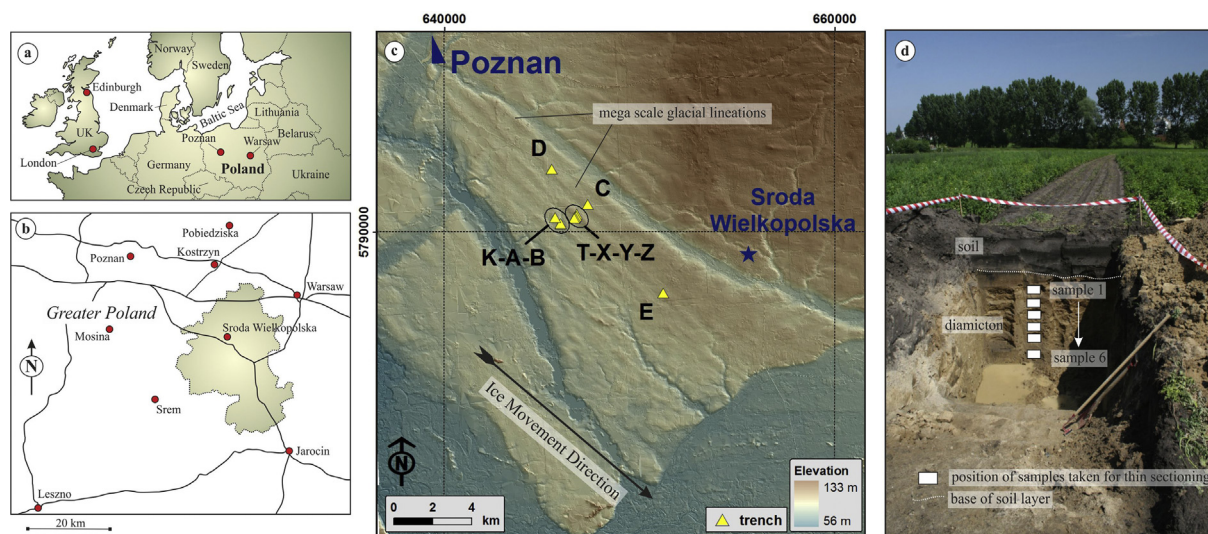 a
Norway
Sweden
Edinburgh
Denmark
Baltic Sea
Lithuania
UK
Poznan
Warsaw
Belarus
London
Germany
Poland
Ukraine
Czech Republic
b
Pobiedziska
Poznan
Kostrzyn
Warsaw
Greater Poland
Mosina
Sroda Wielkopolska
N
Srem
Jarocin
Leszno
20 km
640000
660000
5790000
c
Poznan
mega scale glacial lineations
D
C
Sroda
Wielkopolska
K-A-B
T-X-Y-Z
E
Ice Movement Direction
N
0 2 4
km
trench
Elevation
133 m
56 m
d
soil
sample 1
diamicton
sample 6
position of samples taken for thin sectioning
base of soil layer